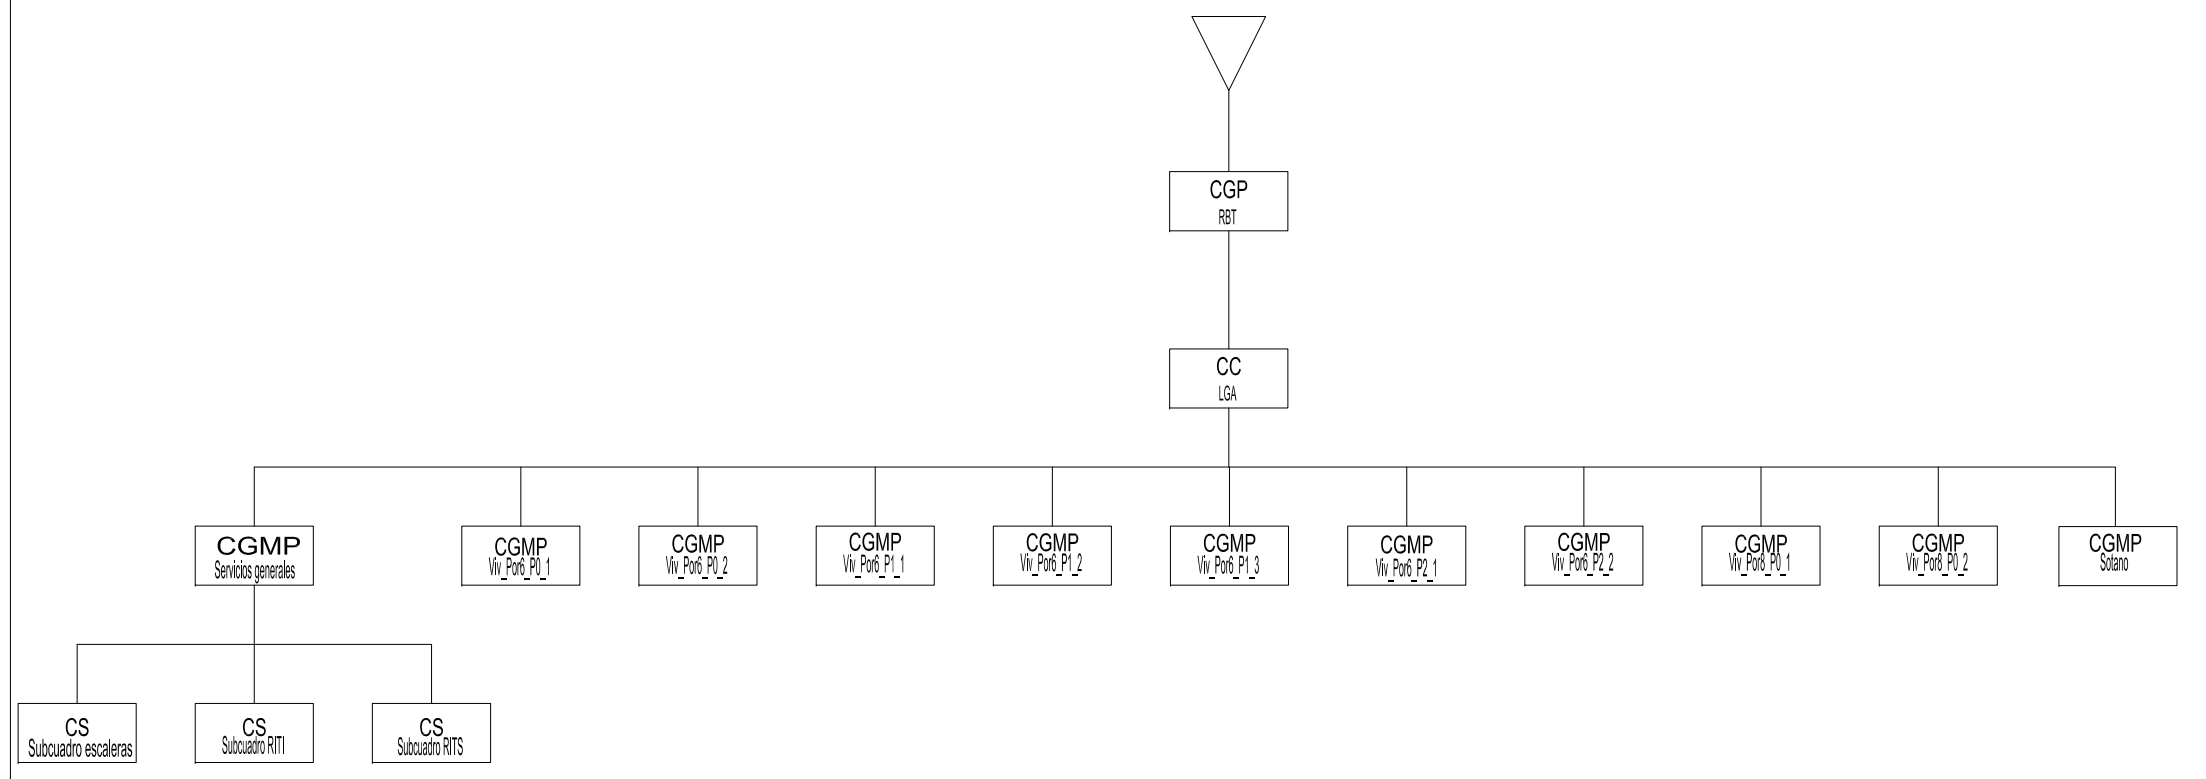 CGP
RBT
CC
LGA
CGMP
Servicios generales
CGMP
Viv_Por6_P0_1
CGMP
Viv_Por6_P0_2
CGMP
Viv_Por6_P1_1
CGMP
Viv_Por6_P1_2
CGMP
Viv_Por6_P1_3
CGMP
Viv_Por6_P2_1
CGMP
Viv_Por6_P2_2
CGMP
Viv_Por8_P0_1
CGMP
Viv_Por8_P0_2
CGMP
Sotano
CS
Subcuadro escaleras
CS
Subcuadro RITI
CS
Subcuadro RITS